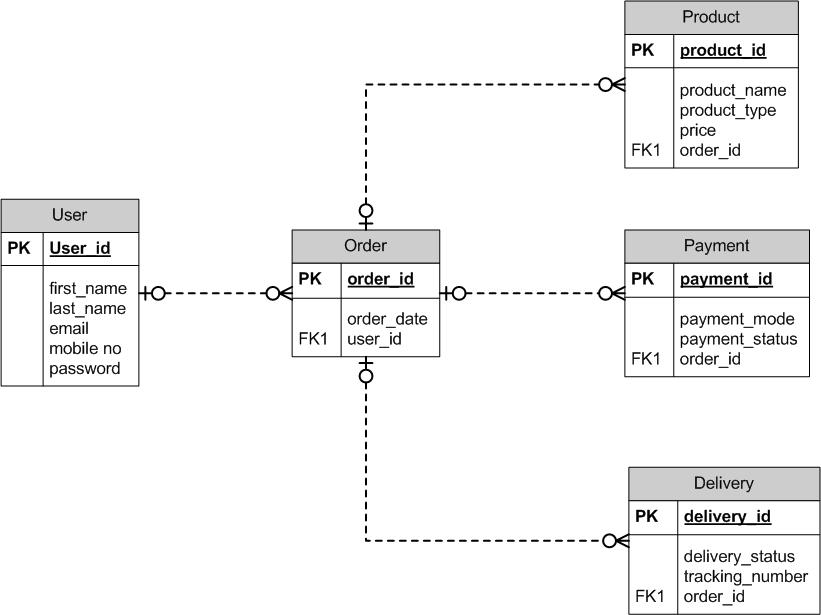 Product
PK product_id
product_name
product_type
price
FK1 order_id
User
PK User_id
first_name
last_name
email
mobile no
password
Order
PK order_id
order_date
FK1 user_id
Payment
PK payment_id
payment_mode
payment_status
FK1 order_id
Delivery
PK delivery_id
delivery_status
tracking_number
FK1 order_id